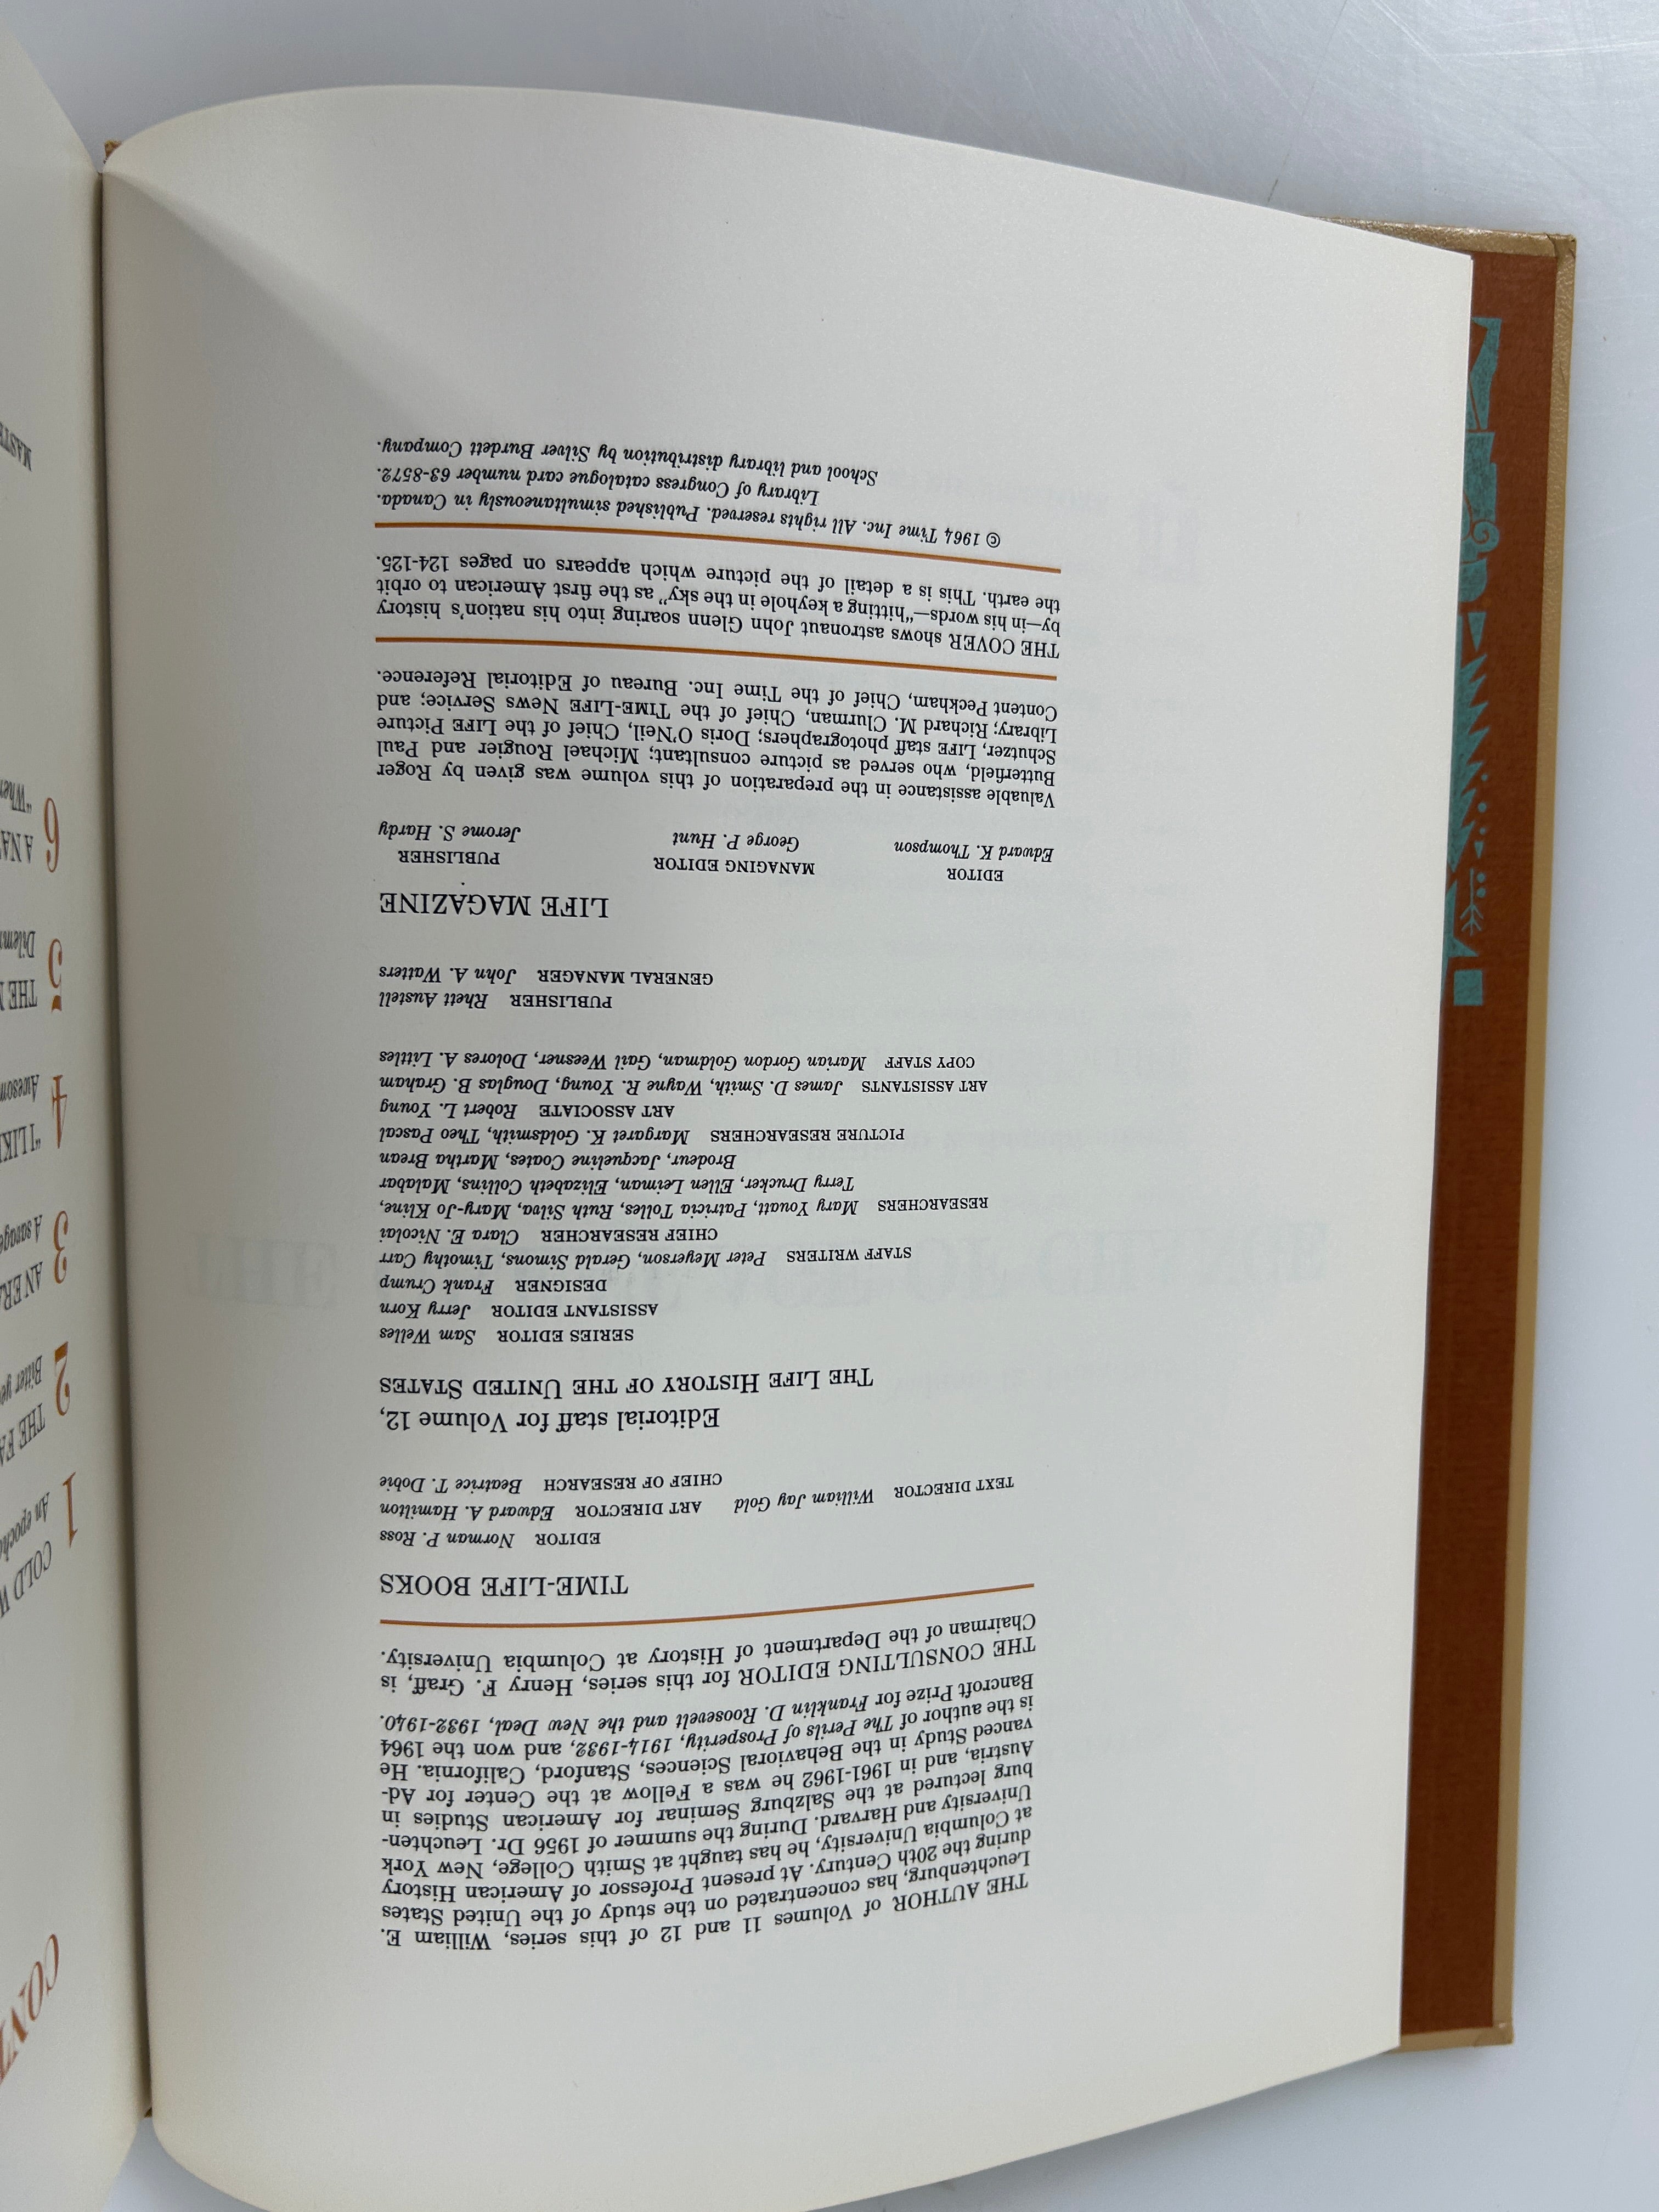 THE AUTHOR of Volumes 11 and 12 of this series, William E.
Leuchtenburg, has concentrated on the study of the United States
during the 20th Century. At present Professor of American History
at Columbia University, he has taught at Smith College, New York
University and Harvard. During the summer of 1956 Dr. Leuchten-
burg lectured at the Salzburg Seminar for American Studies in
Austria, and in 1961-1962 he was a Fellow at the Center for Ad-
vanced Study in the Behavioral Sciences, Stanford, California. He
is the author of The Perils of Prosperity, 1914-1932, and won the 1964
Bancroft Prize for Franklin D. Roosevelt and the New Deal, 1932-1940.
THE CONSULTING EDITOR for this series, Henry F. Graff, is
Chairman of the Department of History at Columbia University.
TIME-LIFE BOOKS
EDITOR Norman P. Ross
TEXT DIRECTOR William Jay Gold ART DIRECTOR Edward A. Hamilton
CHIEF OF RESEARCH Beatrice T. Dobie
Editorial staff for Volume 12,
THE LIFE HISTORY OF THE UNITED STATES
SERIES EDITOR Sam Welles
ASSISTANT EDITOR Jerry Korn
DESIGNER Frank Crump
STAFF WRITERS Peter Meyerson, Gerald Simons, Timothy Carr
CHIEF RESEARCHER Clara E. Nicolai
RESEARCHERS Mary Youatt, Patricia Tolles, Ruth Silva, Mary-Jo Kline,
Terry Drucker, Ellen Leiman, Elizabeth Collins, Malabar
Brodeur, Jacqueline Coates, Martha Brean
PICTURE RESEARCHERS Margaret K. Goldsmith, Theo Pascal
ART ASSOCIATE Robert L. Young
ART ASSISTANTS James D. Smith, Wayne R. Young, Douglas B. Graham
COPY STAFF Marian Gordon Goldman, Gail Weesner, Dolores A. Littles
PUBLISHER Rhett Austell
GENERAL MANAGER John A. Watters
LIFE MAGAZINE
EDITOR MANAGING EDITOR PUBLISHER
Edward K. Thompson George P. Hunt Jerome S. Hardy
Valuable assistance in the preparation of this volume was given by Roger
Butterfield, who served as picture consultant; Michael Rougier and Paul
Schutzer, LIFE staff photographers; Doris O'Neil, Chief of the LIFE Picture
Library; Richard M. Clurman, Chief of the TIME-LIFE News Service; and
Content Peckham, Chief of the Time Inc. Bureau of Editorial Reference.
THE COVER shows astronaut John Glenn soaring into his nation's history
by—in his words—"hitting a keyhole in the sky" as the first American to orbit
the earth. This is a detail of the picture which appears on pages 124-125.
© 1964 Time Inc. All rights reserved. Published simultaneously in Canada.
Library of Congress catalogue card number 63-8572.
School and library distribution by Silver Burdett Company.
1 COLD
2
Bitter
3 AN ERA
A savage
4
5 THE
6
"When